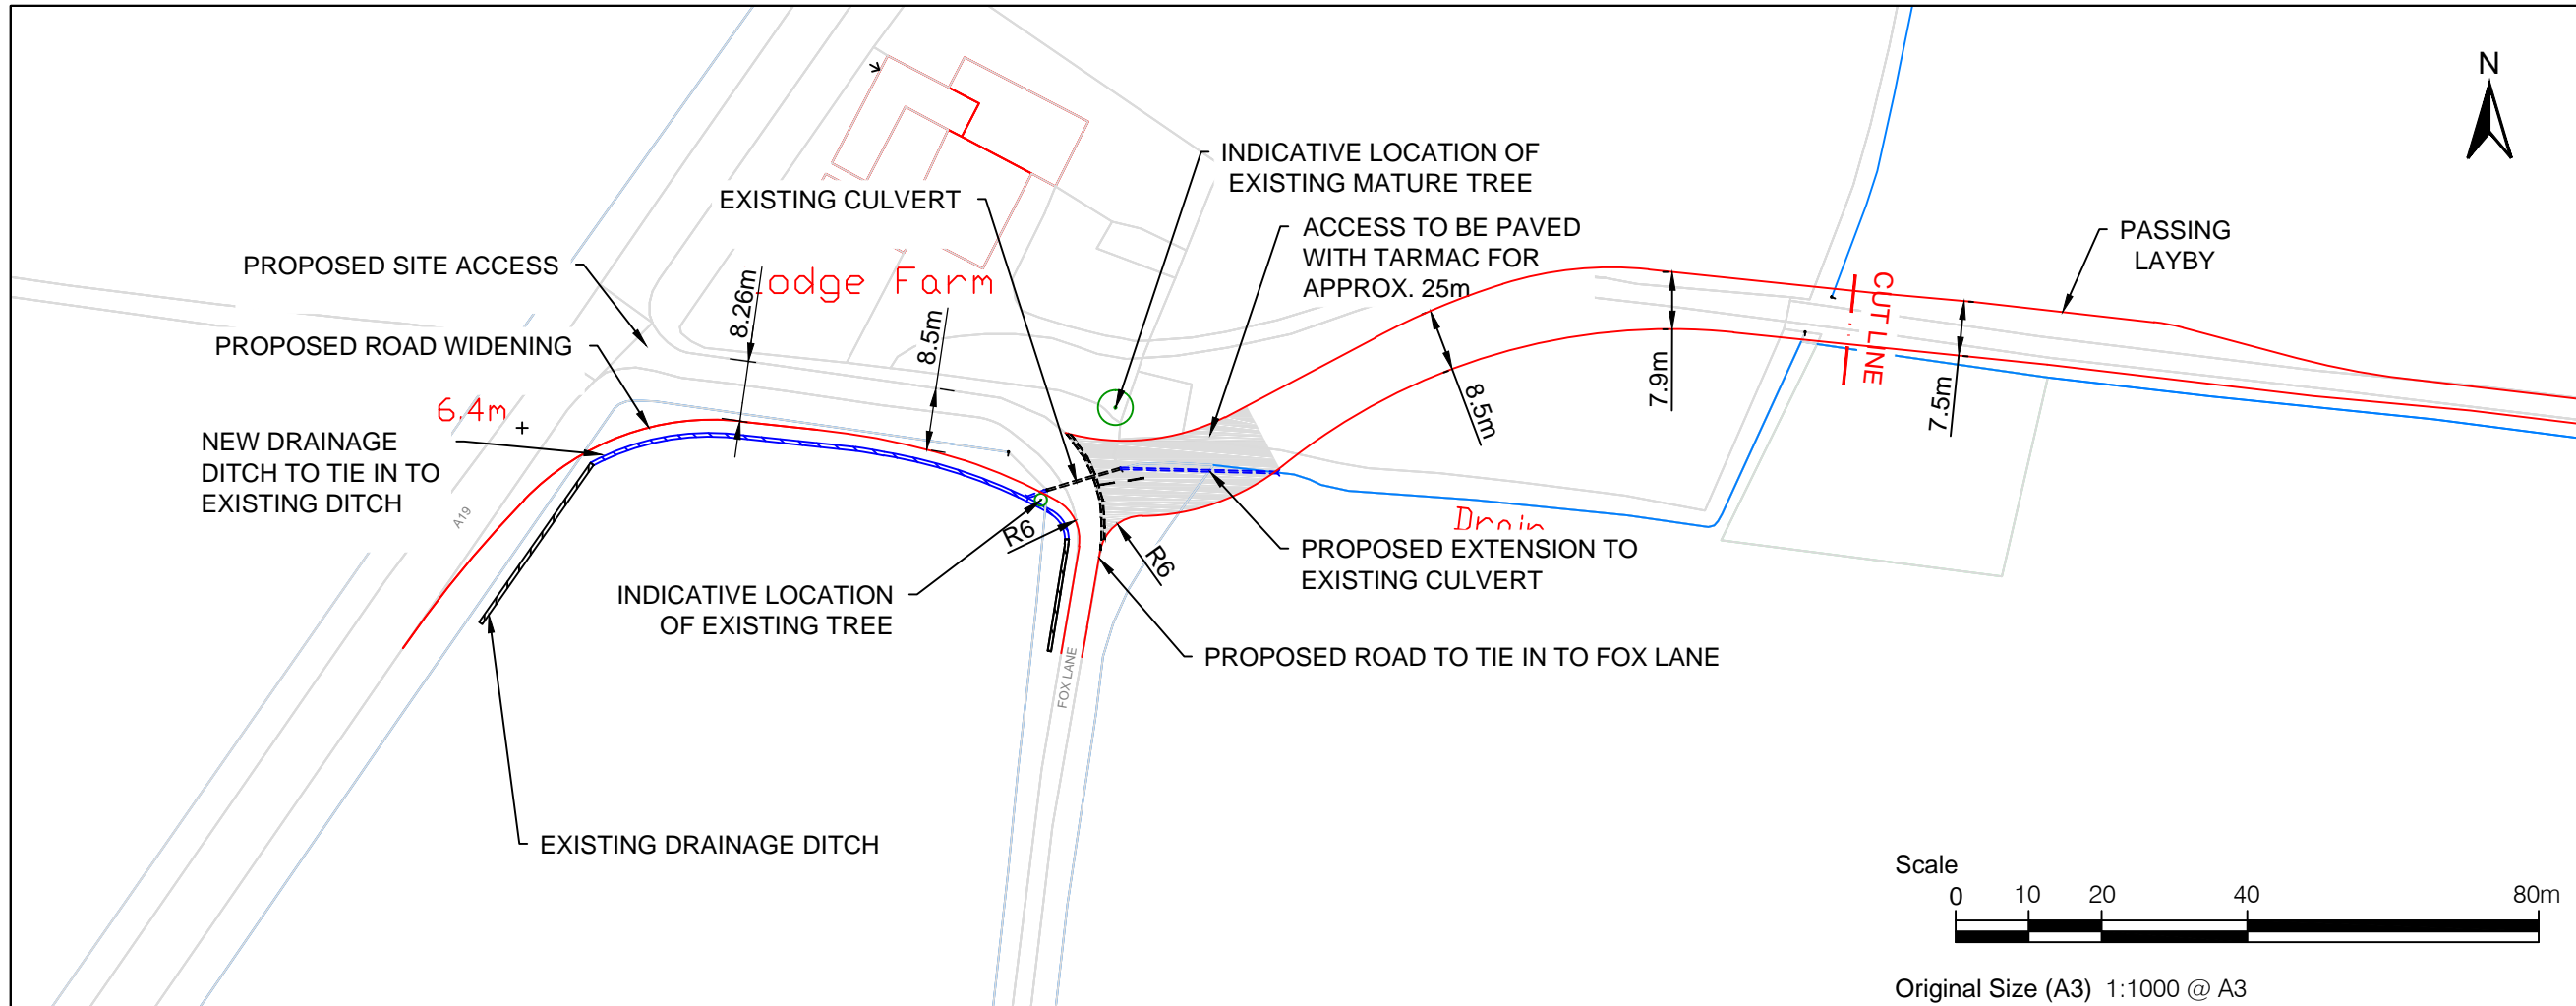 N
INDICATIVE LOCATION OF
EXISTING MATURE TREE
EXISTING CULVERT
ACCESS TO BE PAVED
WITH TARMAC FOR
APPROX. 25m
PASSING
LAYBY
PROPOSED SITE ACCESS
8.26m
odge Farm
8.5m
CUT LINE
PROPOSED ROAD WIDENING
7.9m
7.5m
8.5m
6.4m
NEW DRAINAGE
DITCH TO TIE IN TO
EXISTING DITCH
A19
R6
R6
Drain
PROPOSED EXTENSION TO
EXISTING CULVERT
INDICATIVE LOCATION
OF EXISTING TREE
PROPOSED ROAD TO TIE IN TO FOX LANE
FOX LANE
EXISTING DRAINAGE DITCH
Scale
0 10 20 40 80m
Original Size (A3) 1:1000 @ A3